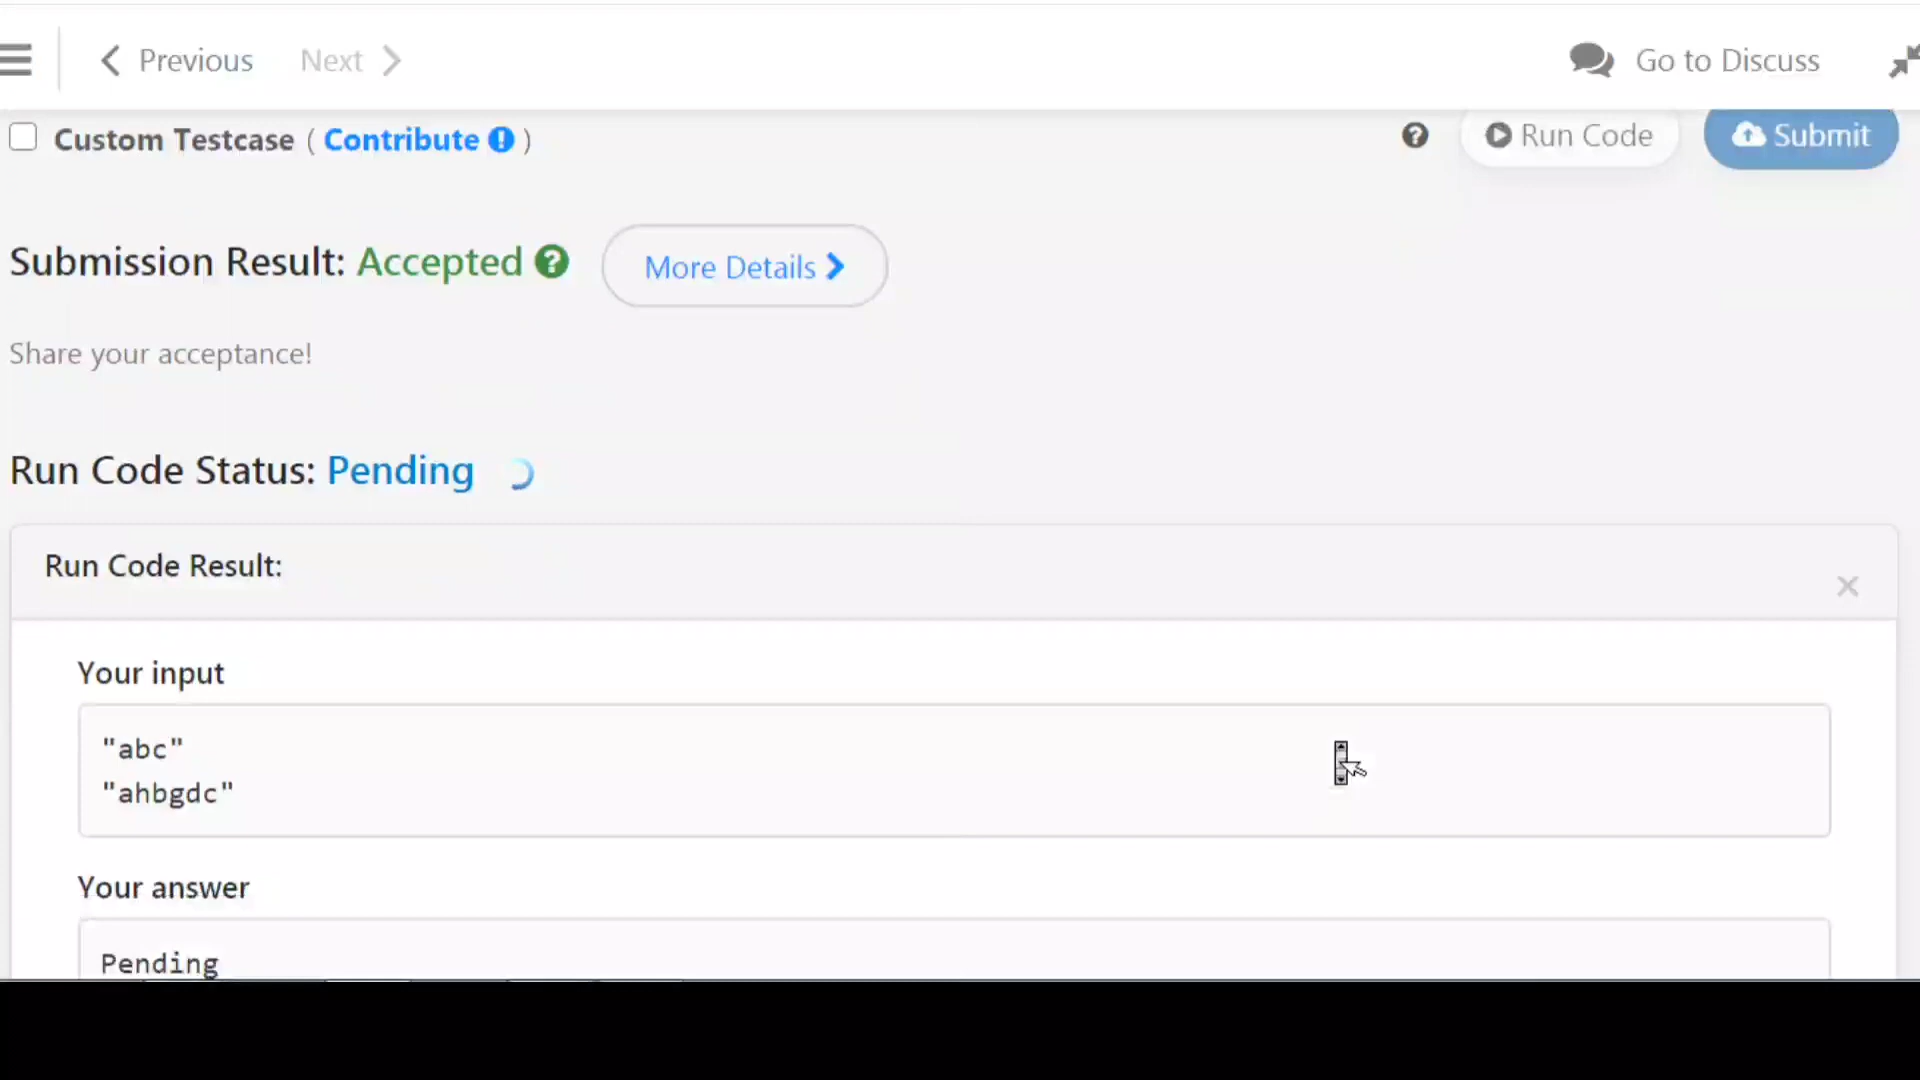 Previous Next Go to Discuss
Custom Testcase ( Contribute ) Run Code Submit
Submission Result: Accepted More Details
Share your acceptance!
Run Code Status: Pending
Run Code Result:
Your input
"abc"
"ahbgdc"
Your answer
Pending